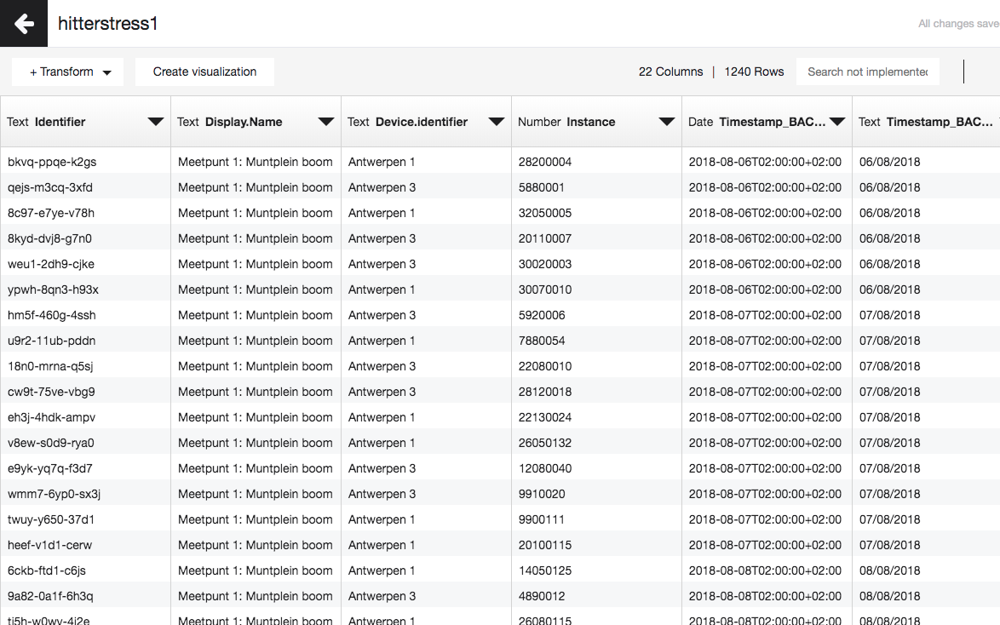 hitterstress1
All changes save
+ Transform
Create visualization
22 Columns | 1240 Rows
Search not implemented
Text Identifier Text Display.Name Text Device.identifier Number Instance Date Timestamp_BAC... Text Timestamp_BAC...
bkvq-ppqe-k2gs Meetpunt 1: Muntplein boom Antwerpen 1 28200004 2018-08-06T02:00:00+02:00 06/08/2018
qejs-m3cq-3xfd Meetpunt 1: Muntplein boom Antwerpen 3 5880001 2018-08-06T02:00:00+02:00 06/08/2018
8c97-e7ye-v78h Meetpunt 1: Muntplein boom Antwerpen 1 32050005 2018-08-06T02:00:00+02:00 06/08/2018
8kyd-dvj8-g7n0 Meetpunt 1: Muntplein boom Antwerpen 3 20110007 2018-08-06T02:00:00+02:00 06/08/2018
weu1-2dh9-cjke Meetpunt 1: Muntplein boom Antwerpen 3 30020003 2018-08-06T02:00:00+02:00 06/08/2018
ypwh-8qn3-h93x Meetpunt 1: Muntplein boom Antwerpen 1 30070010 2018-08-06T02:00:00+02:00 06/08/2018
hm5f-460g-4ssh Meetpunt 1: Muntplein boom Antwerpen 3 5920006 2018-08-07T02:00:00+02:00 07/08/2018
u9r2-11ub-pddn Meetpunt 1: Muntplein boom Antwerpen 1 7880054 2018-08-07T02:00:00+02:00 07/08/2018
18n0-mrna-q5sj Meetpunt 1: Muntplein boom Antwerpen 3 22080010 2018-08-07T02:00:00+02:00 07/08/2018
cw9t-75ve-vbg9 Meetpunt 1: Muntplein boom Antwerpen 3 28120018 2018-08-07T02:00:00+02:00 07/08/2018
eh3j-4hdk-ampv Meetpunt 1: Muntplein boom Antwerpen 1 22130024 2018-08-07T02:00:00+02:00 07/08/2018
v8ew-s0d9-rya0 Meetpunt 1: Muntplein boom Antwerpen 1 26050132 2018-08-07T02:00:00+02:00 07/08/2018
e9yk-yq7q-f3d7 Meetpunt 1: Muntplein boom Antwerpen 3 12080040 2018-08-07T02:00:00+02:00 07/08/2018
wmm7-6yp0-sx3j Meetpunt 1: Muntplein boom Antwerpen 3 9910020 2018-08-07T02:00:00+02:00 07/08/2018
twuy-y650-37d1 Meetpunt 1: Muntplein boom Antwerpen 1 9900111 2018-08-07T02:00:00+02:00 07/08/2018
heef-v1d1-cerw Meetpunt 1: Muntplein boom Antwerpen 1 20100115 2018-08-07T02:00:00+02:00 07/08/2018
6ckb-ftd1-c6js Meetpunt 1: Muntplein boom Antwerpen 1 14050125 2018-08-08T02:00:00+02:00 08/08/2018
9a82-0a1f-6h3q Meetpunt 1: Muntplein boom Antwerpen 3 4890012 2018-08-08T02:00:00+02:00 08/08/2018
Meetpunt 1: Muntplein boom Antwerpen 1 26080115 2018-08-08T02:00:00+02:00 08/08/2018